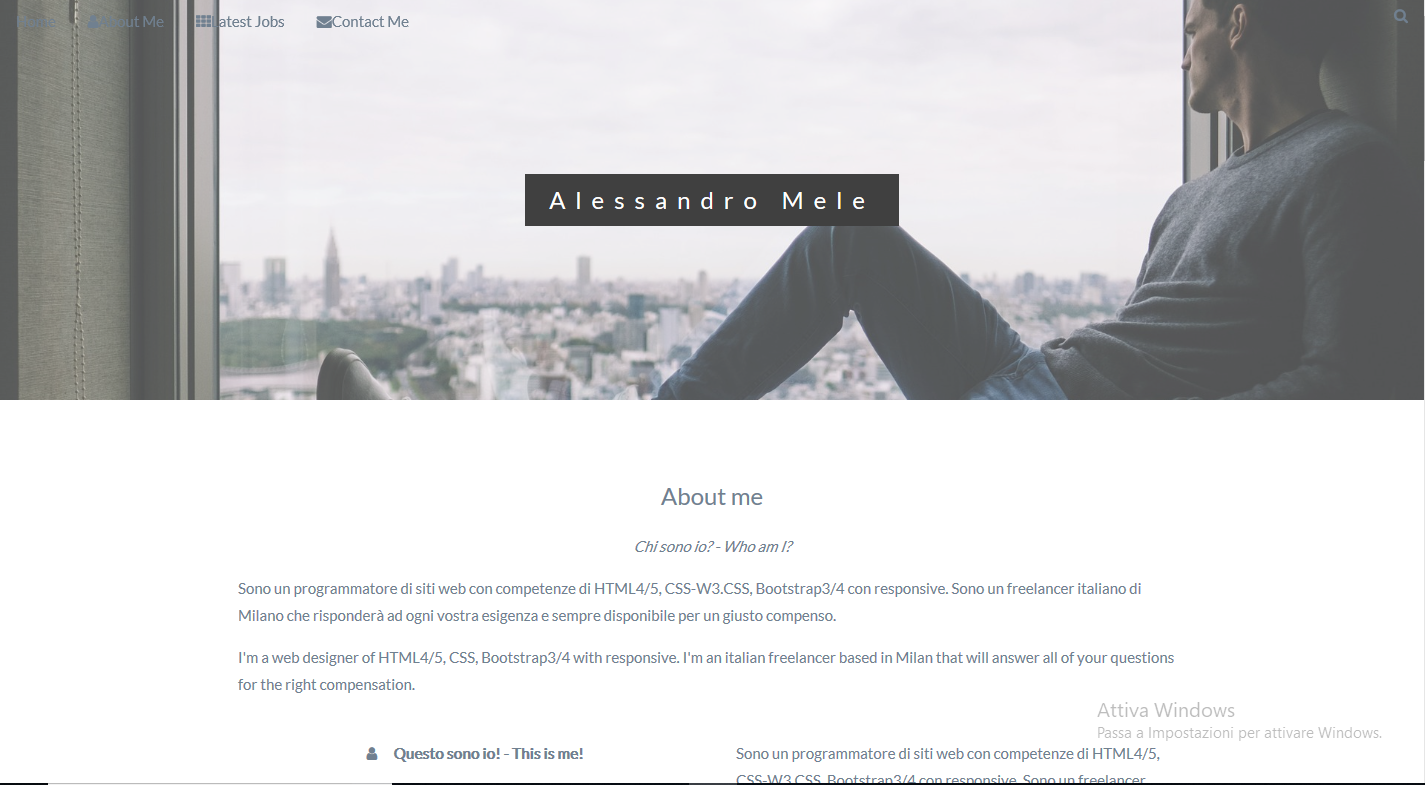 Home About Me Latest Jobs Contact Me
Alessandro Mele
About me
Chi sono io? - Who am I?
Sono un programmatore di siti web con competenze di HTML4/5, CSS-W3.CSS, Bootstrap3/4 con responsive. Sono un freelancer italiano di
Milano che risponderà ad ogni vostra esigenza e sempre disponibile per un giusto compenso.
I'm a web designer of HTML4/5, CSS, Bootstrap3/4 with responsive. I'm an italian freelancer based in Milan that will answer all of your questions
for the right compensation.
Attiva Windows
Passa a Impostazioni per attivare Windows.
Questo sono io! - This is me!
Sono un programmatore di siti web con competenze di HTML4/5,
CSS-W3.CSS, Bootstrap3/4 con responsive. Sono un freelancer